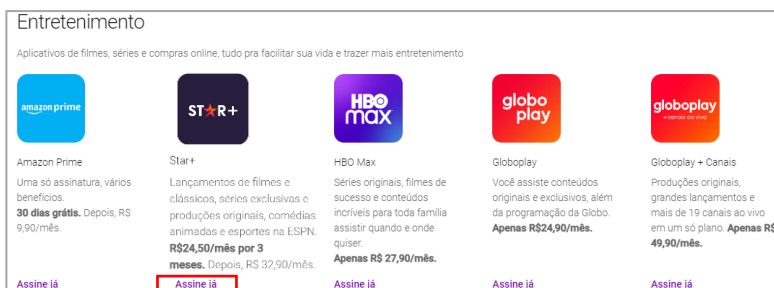 Entretenimento
Aplicativos de filmes, séries e compras online, tudo pra facilitar sua vida e trazer mais entretenimento
amazon prime
Amazon Prime
Uma só assinatura, vários
benefícios.
30 dias grátis. Depois, R$
9,90/mês.
Assine já
STAR+
Star+
Lançamentos de filmes e
clássicos, séries exclusivas e
produções originais, comédias
animadas e esportes na ESPN.
R$24,50/mês por 3
meses. Depois, R$ 32,90/mês.
Assine já
HBO
max
HBO Max
Séries originais, filmes de
sucesso e conteúdos
incríveis para toda família
assistir quando e onde
quiser.
Apenas R$ 27,90/mês.
Assine já
globo
play
Globoplay
Você assiste conteúdos
originais e exclusivos, além
da programação da Globo.
Apenas R$24,90/mês.
Assine já
globoplay
+ canais ao vivo
Globoplay + Canais
Produções originais,
grandes lançamentos e
mais de 19 canais ao vivo
em um só plano. Apenas R$
49,90/mês.
Assine já